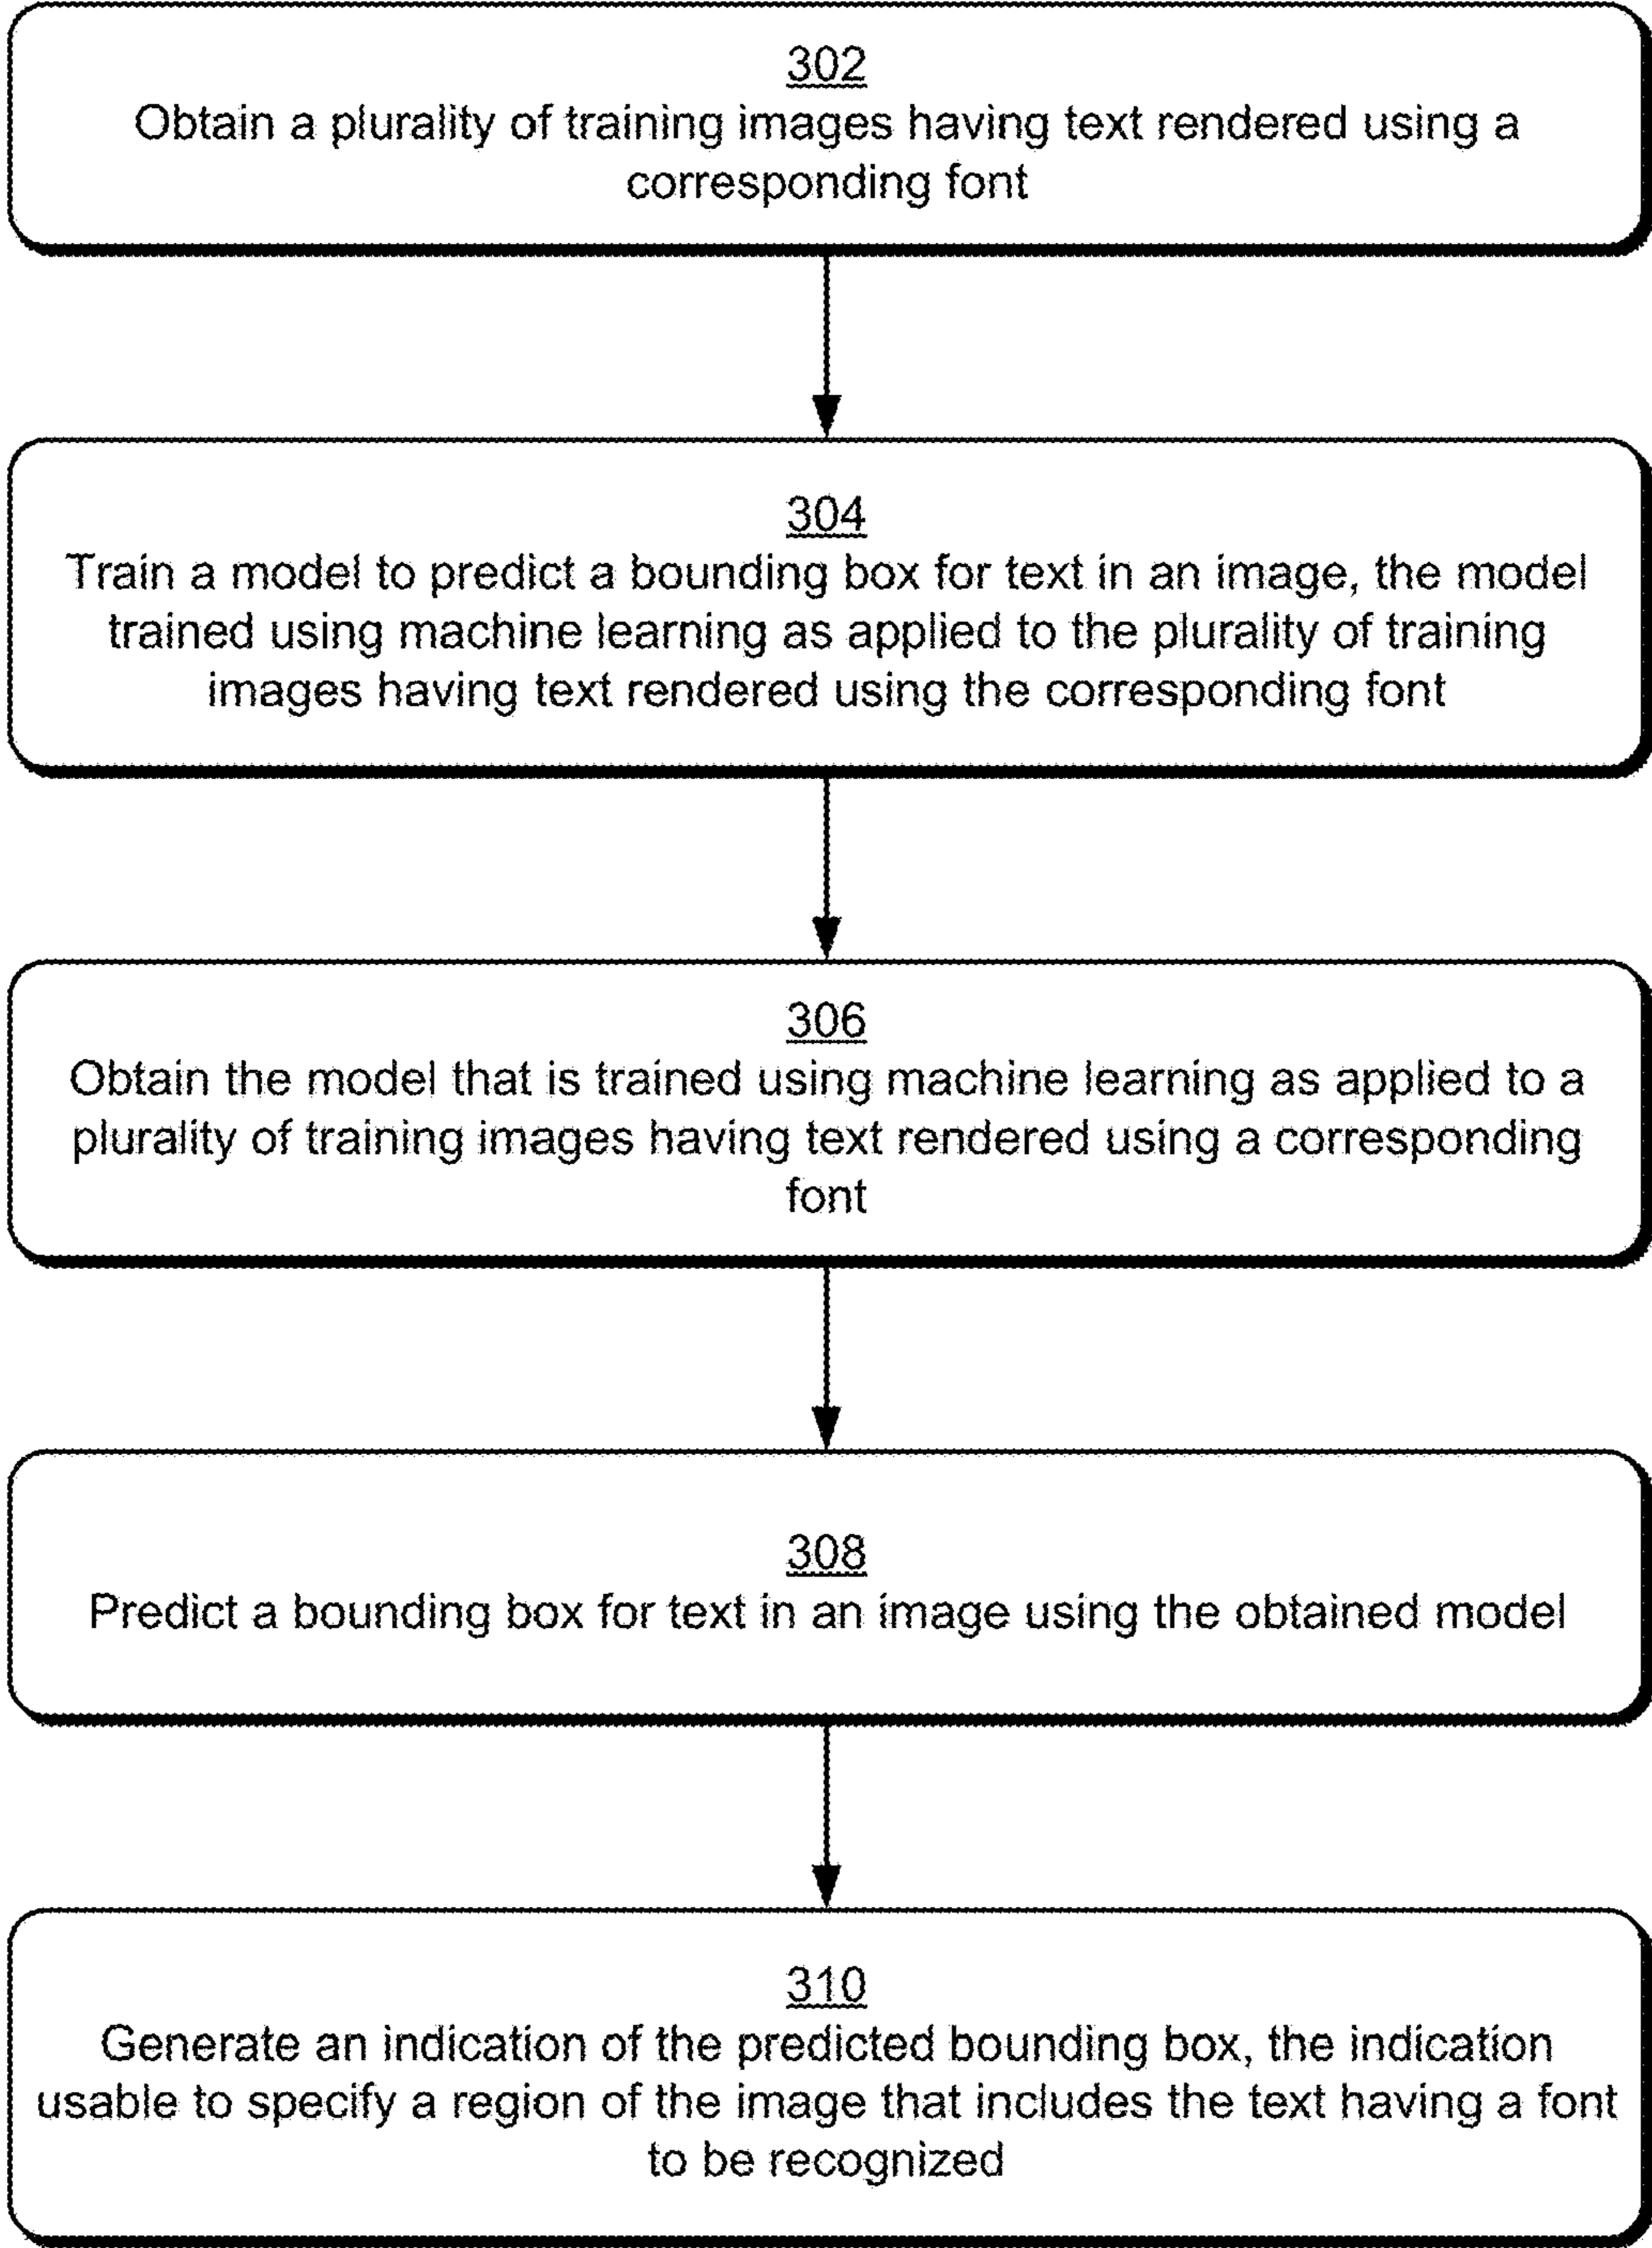 302
Obtain a plurality of training images having text rendered using a
corresponding font
304
Train a model to predict a bounding box for text in an image, the model
trained using machine learning as applied to the plurality of training
images having text rendered using the corresponding font
306
Obtain the model that is trained using machine learning as applied to a
plurality of training images having text rendered using a corresponding
font
308
Predict a bounding box for text in an image using the obtained model
310
Generate an indication of the predicted bounding box, the indication
usable to specify a region of the image that includes the text having a font
to be recognized